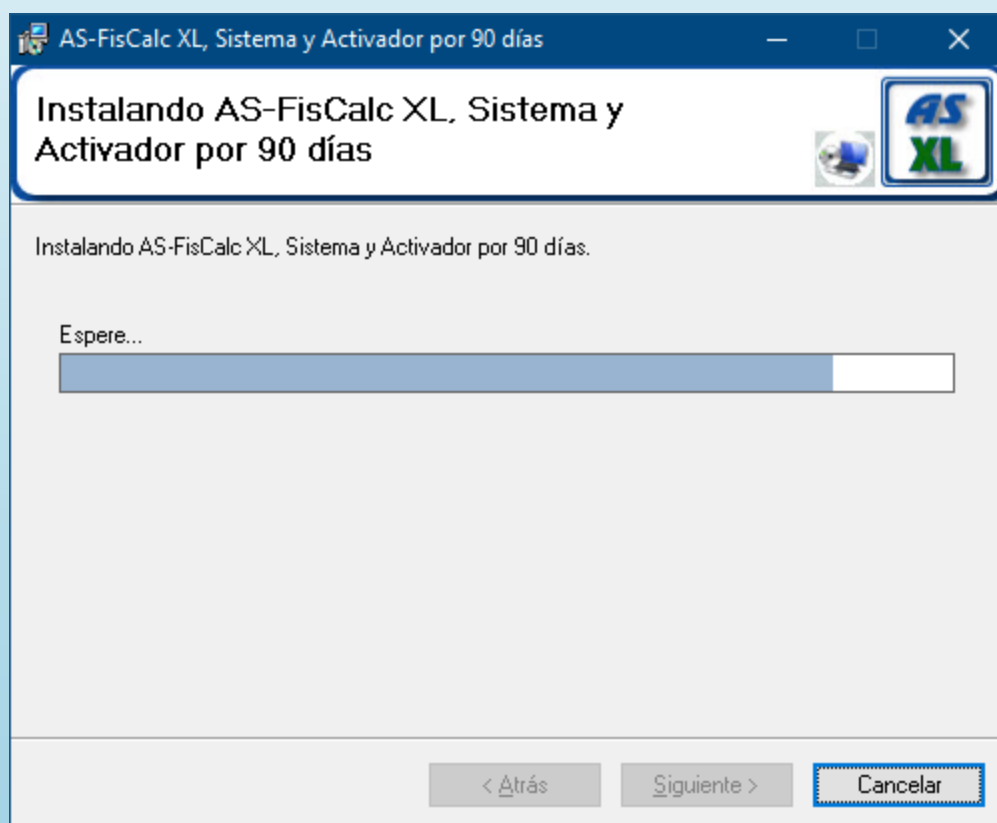 AS-FisCalc XL, Sistema y Activador por 90 días
Instalando AS-FisCalc XL, Sistema y
Activador por 90 días
AS
XL
Instalando AS-FisCalc XL, Sistema y Activador por 90 días.
Espere...
< Atrás
Siguiente >
Cancelar